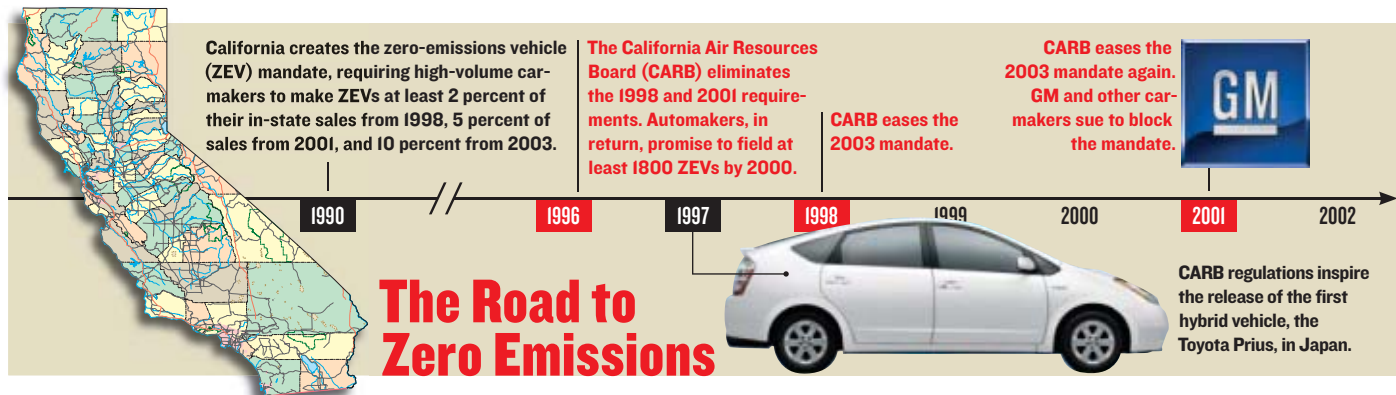 California creates the zero-emissions vehicle
(ZEV) mandate, requiring high-volume car-
makers to make ZEVs at least 2 percent of
their in-state sales from 1998, 5 percent of
sales from 2001, and 10 percent from 2003.
The California Air Resources
Board (CARB) eliminates
the 1998 and 2001 require-
ments. Automakers, in
return, promise to field at
least 1800 ZEVs by 2000.
CARB eases the
2003 mandate.
CARB eases the
2003 mandate again.
GM and other car-
makers sue to block
the mandate.
GM
1990
1996
1997
1998
1999
2000
2001
2002
The Road to
Zero Emissions
CARB regulations inspire
the release of the first
hybrid vehicle, the
Toyota Prius, in Japan.